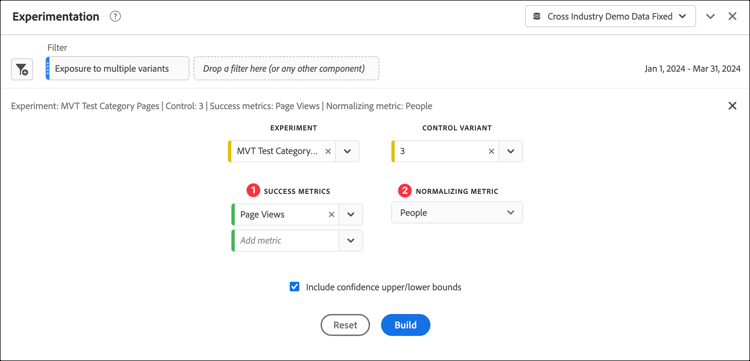 Experimentation ?
Cross Industry Demo Data Fixed
Filter
Exposure to multiple variants
Drop a filter here (or any other component)
Jan 1, 2024 - Mar 31, 2024
Experiment: MVT Test Category Pages | Control: 3 | Success metrics: Page Views | Normalizing metric: People
EXPERIMENT
CONTROL VARIANT
MVT Test Category...
3
1 SUCCESS METRICS
2 NORMALIZING METRIC
Page Views
People
Add metric
Include confidence upper/lower bounds
Reset
Build